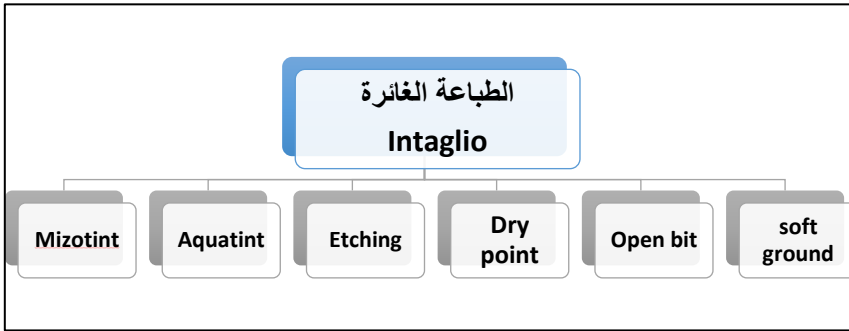 الطباعة الغائرة
Intaglio
Mizotint
Aquatint
Etching
Dry
point
Open bit
soft
ground